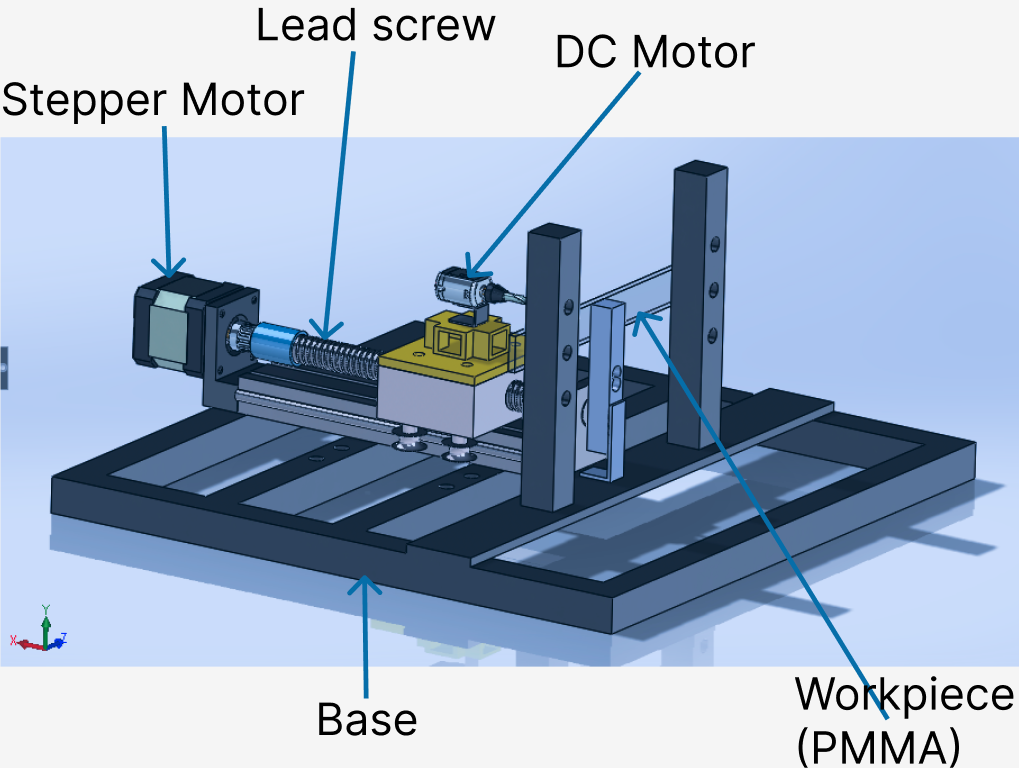 Lead screw
DC Motor
Stepper Motor
Y
X
Z
Base
Workpiece
(PMMA)